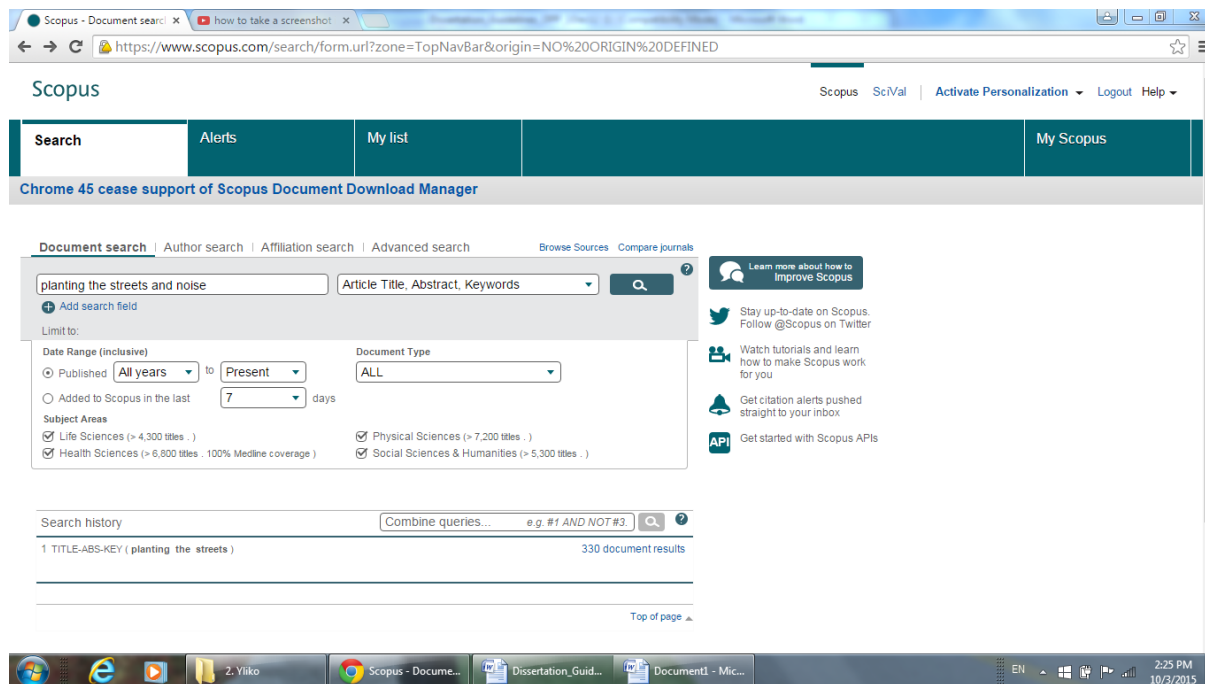 Scopus - Document searc
how to take a screenshot
Dissertation_Guidelines_
https://www.scopus.com/search/form.url?zone=TopNavBar&origin=NO%20ORIGIN%20DEFINED
Scopus
Scopus SciVal Activate Personalization Logout Help
Search Alerts My list My Scopus
Chrome 45 cease support of Scopus Document Download Manager
Document search | Author search | Affiliation search | Advanced search Browse Sources Compare journals
planting the streets and noise Article Title, Abstract, Keywords ?
Add search field
Limit to:
Date Range (inclusive) Document Type
Published All years to Present ALL
Added to Scopus in the last 7 days
Subject Areas
Life Sciences (> 4,300 titles . ) Physical Sciences (> 7,200 titles . )
Health Sciences (> 6,800 titles . 100% Medline coverage ) Social Sciences & Humanities (> 5,300 titles . )
Learn more about how to
Improve Scopus
Stay up-to-date on Scopus.
Follow @Scopus on Twitter
Watch tutorials and learn
how to make Scopus work
for you
Get citation alerts pushed
straight to your inbox
API Get started with Scopus APIs
Search history Combine queries... e.g. #1 AND NOT #3. ?
1 TITLE-ABS-KEY ( planting the streets ) 330 document results
Top of page
2. Yliko Scopus - Docume... Dissertation_Guid... Document1 - Mic... EN 2:25 PM
10/3/2015